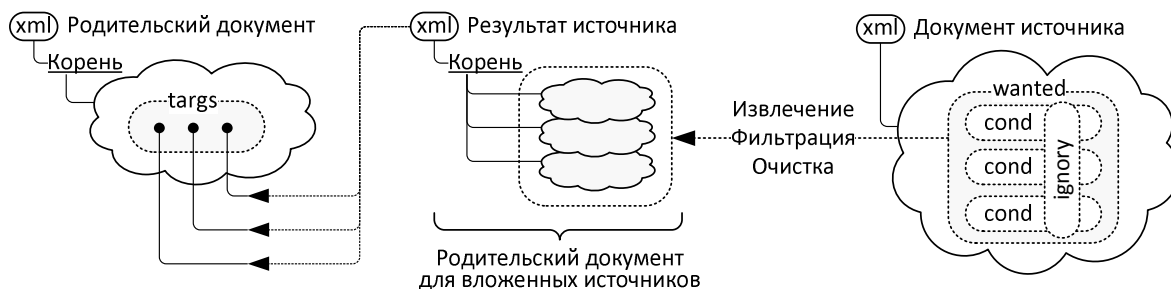 xml Родительский документ
Корень
targs
xml Результат источника
Корень
Родительский документ
для вложенных источников
Извлечение
Фильтрация
Очистка
xml Документ источника
wanted
cond
cond
cond
ignory